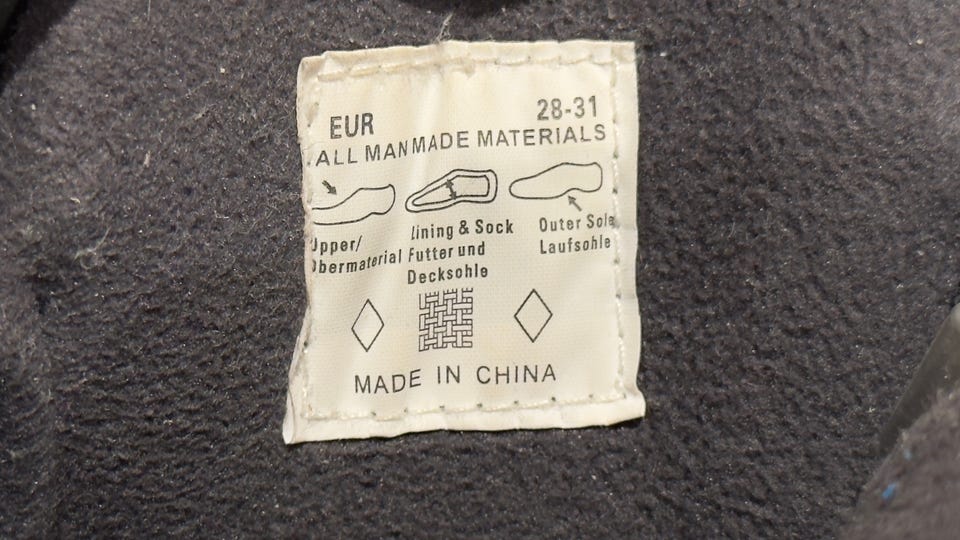 EUR 28-31
ALL MANMADE MATERIALS
Upper/
Obermaterial
Lining & Sock
Futter und
Decksohle
Outer Sole
Laufsohle
MADE IN CHINA